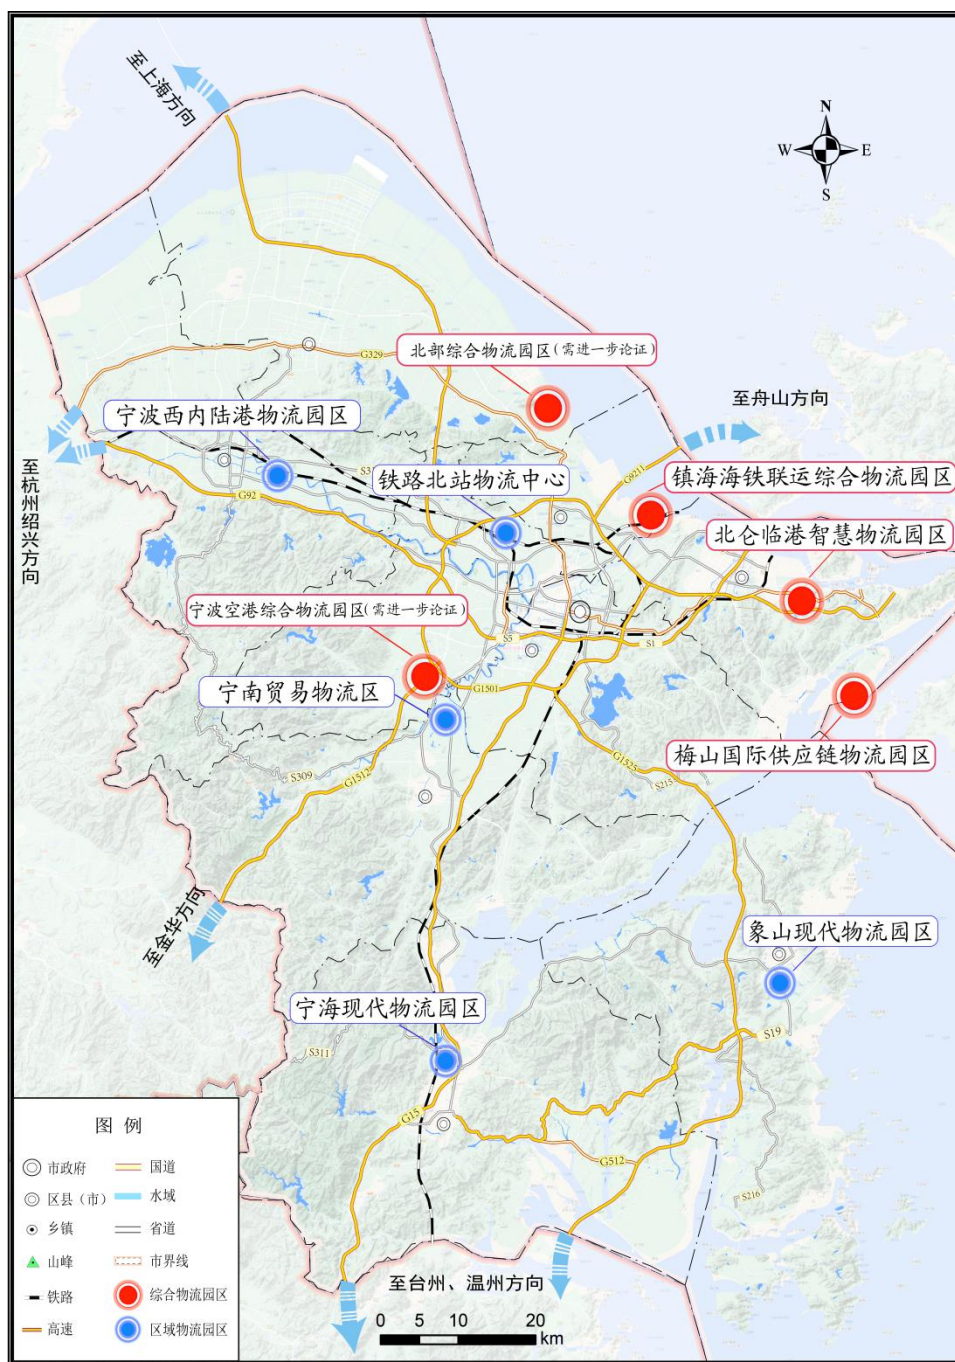 至上海方向
N
W
E
S
北部综合物流园区(需进一步论证)
G329
至舟山方向
宁波西内陆港物流园区
铁路北站物流中心
G9211
镇海海铁联运综合物流园区
至杭州绍兴方向
G92
北仑临港智慧物流园区
宁波空港综合物流园区(需进一步论证)
S5
S1
宁南贸易物流区
G1501
梅山国际供应链物流园区
S309
G1512
G1525
S215
至金华方向
象山现代物流园区
宁海现代物流园区
S19
S311
G15
G512
S216
图 例
市政府
国道
区县（市）
水域
乡镇
省道
山峰
市界线
铁路
综合物流园区
高速
区域物流园区
至台州、温州方向
0 5 10 20
km